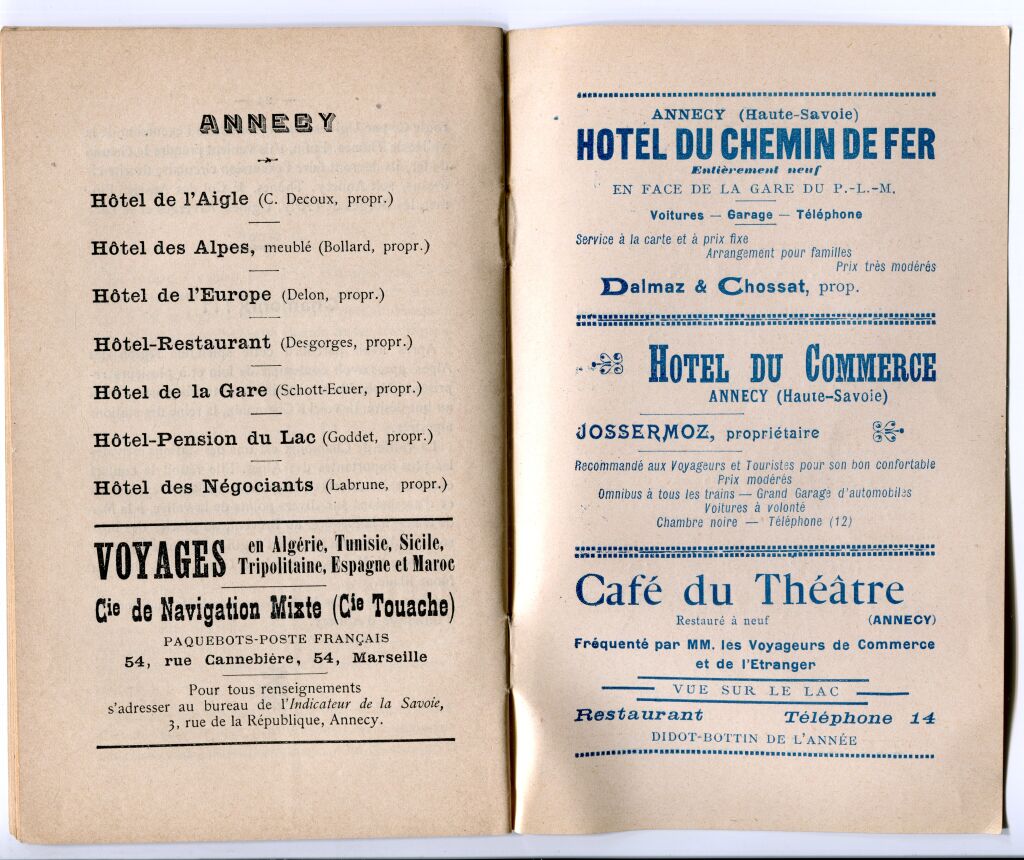 ANNECY
Hôtel de l'Aigle (C. Decoux, propr.)
Hôtel des Alpes, meublé (Bollard, propr.)
Hôtel de l'Europe (Delon, propr.)
Hôtel-Restaurant (Desgorges, propr.)
Hôtel de la Gare (Schott-Ecuer, propr.)
Hôtel-Pension du Lac (Goddet, propr.)
Hôtel des Négociants (Labrune, propr.)
VOYAGES en Algérie, Tunisie, Sicile,
Tripolitaine, Espagne et Maroc
Cie de Navigation Mixte (Cie Touache)
PAQUEBOTS-POSTE FRANÇAIS
54, rue Cannebière, 54, Marseille
Pour tous renseignements
s'adresser au bureau de l'Indicateur de la Savoie,
3, rue de la République, Annecy.
ANNECY (Haute-Savoie)
HOTEL DU CHEMIN DE FER
Entièrement neuf
EN FACE DE LA GARE DU P.-L.-M.
Voitures — Garage — Téléphone
Service à la carte et à prix fixe
Arrangement pour familles
Prix très modérés
Dalmaz & Chossat, prop.
HOTEL DU COMMERCE
ANNECY (Haute-Savoie)
JOSSERMOZ, propriétaire
Recommandé aux Voyageurs et Touristes pour son bon confortable
Prix modérés
Omnibus à tous les trains — Grand Garage d'automobiles
Voitures à volonté
Chambre noire — Téléphone (12)
Café du Théâtre
Restauré à neuf (ANNECY)
Fréquenté par MM. les Voyageurs de Commerce
et de l'Etranger
VUE SUR LE LAC
Restaurant Téléphone 14
DIDOT-BOTTIN DE L'ANNÉE